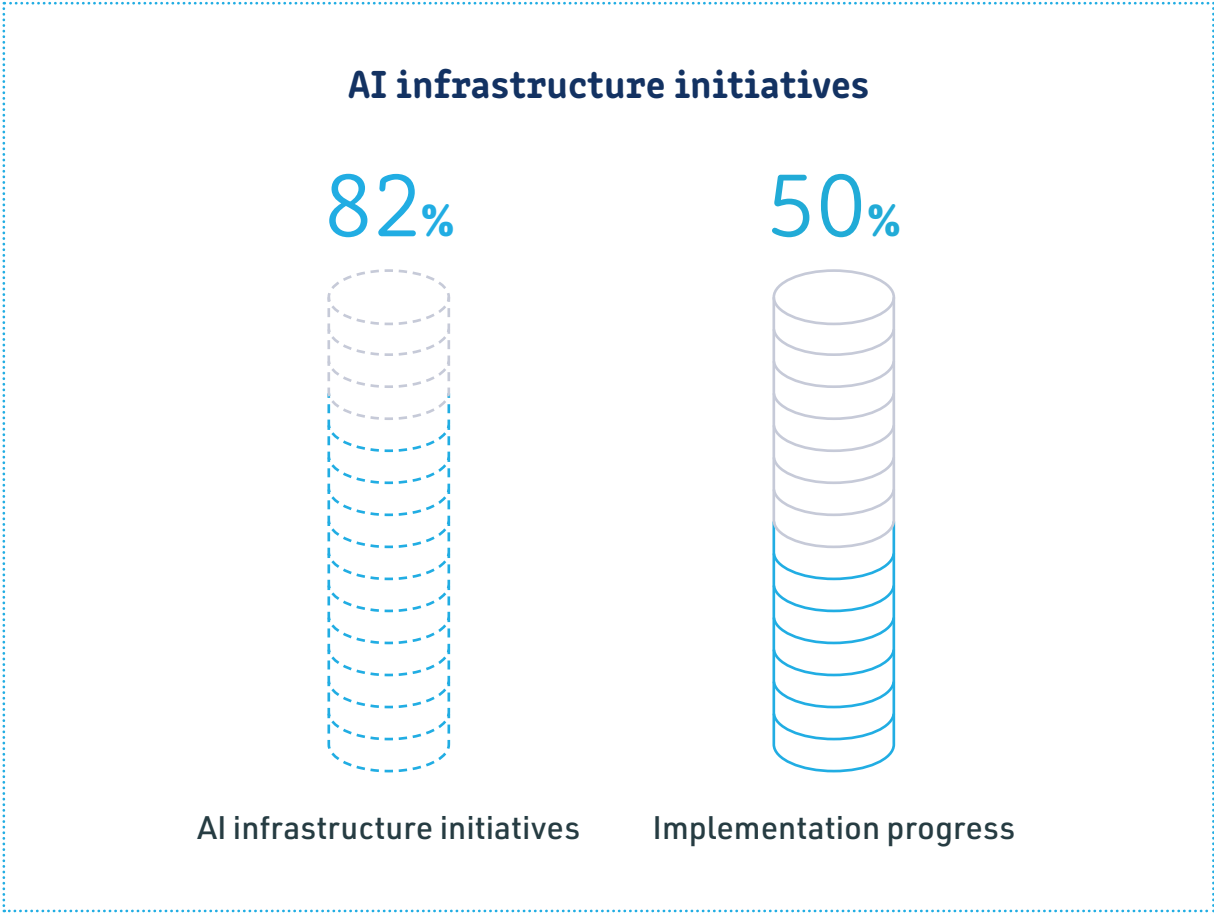 AI infrastructure initiatives
82% 50%
AI infrastructure initiatives Implementation progress